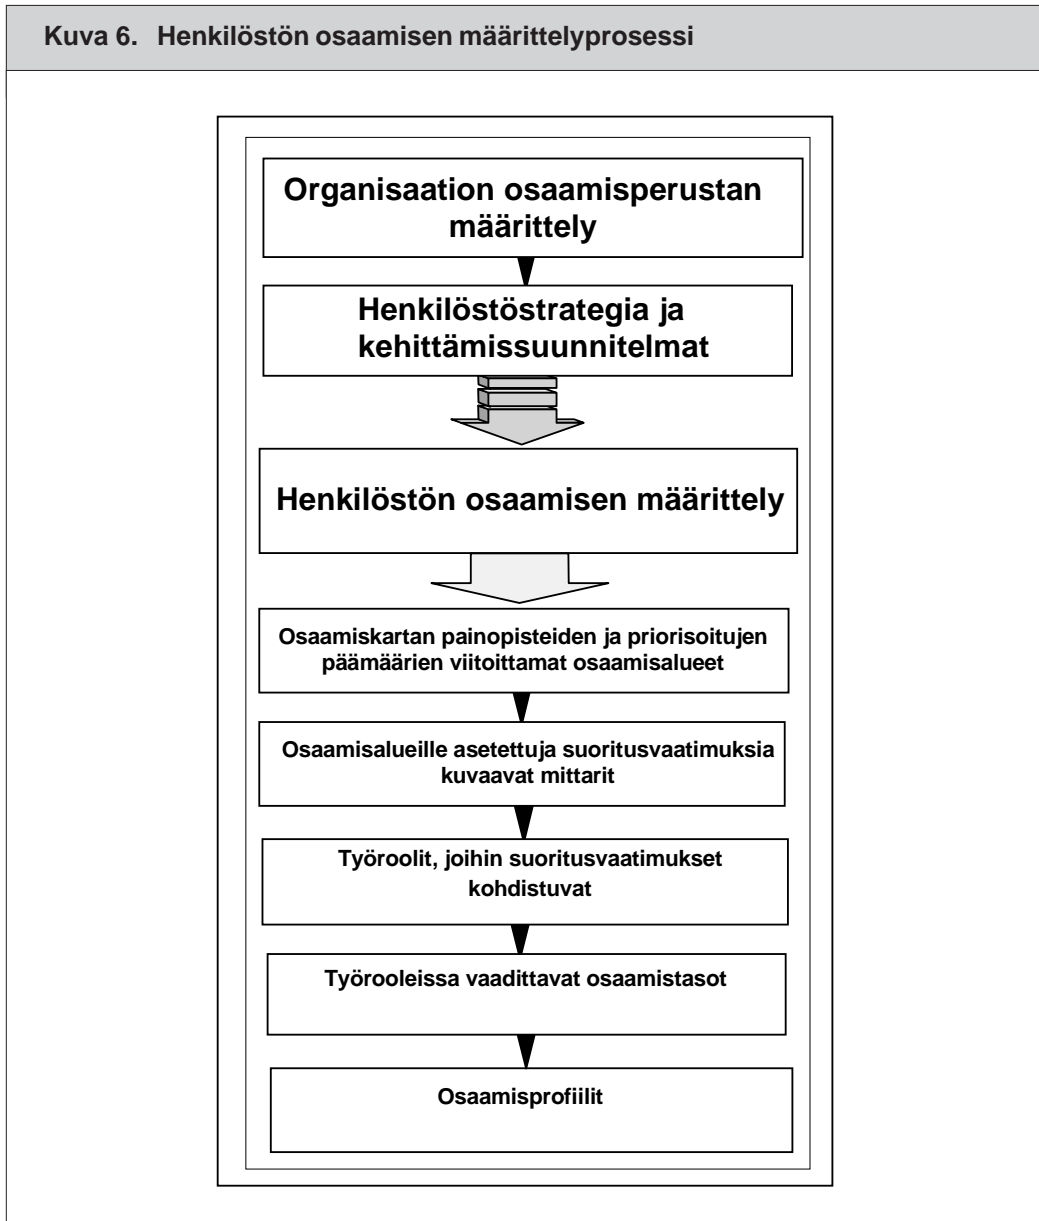 Kuva 6. Henkilöstön osaamisen määrittelyprosessi
Organisaation osaamisperustan
määrittely
Henkilöstöstrategia ja
kehittämissuunnitelmat
Henkilöstön osaamisen määrittely
Osaamiskartan painopisteiden ja priorisoitujen
päämäärien viitoittamat osaamisalueet
Osaamisalueille asetettuja suoritusvaatimuksia
kuvaavat mittarit
Työroolit, joihin suoritusvaatimukset
kohdistuvat
Työrooleissa vaadittavat osaamistasot
Osaamisprofiilit